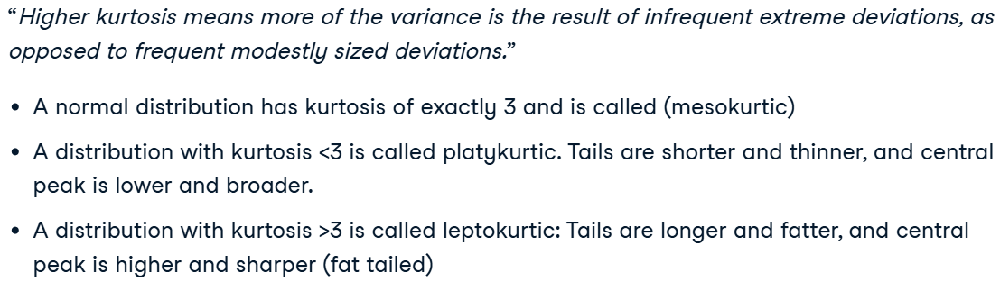 “Higher kurtosis means more of the variance is the result of infrequent extreme deviations, as
opposed to frequent modestly sized deviations.”
• A normal distribution has kurtosis of exactly 3 and is called (mesokurtic)
• A distribution with kurtosis <3 is called platykurtic. Tails are shorter and thinner, and central
peak is lower and broader.
• A distribution with kurtosis >3 is called leptokurtic: Tails are longer and fatter, and central
peak is higher and sharper (fat tailed)